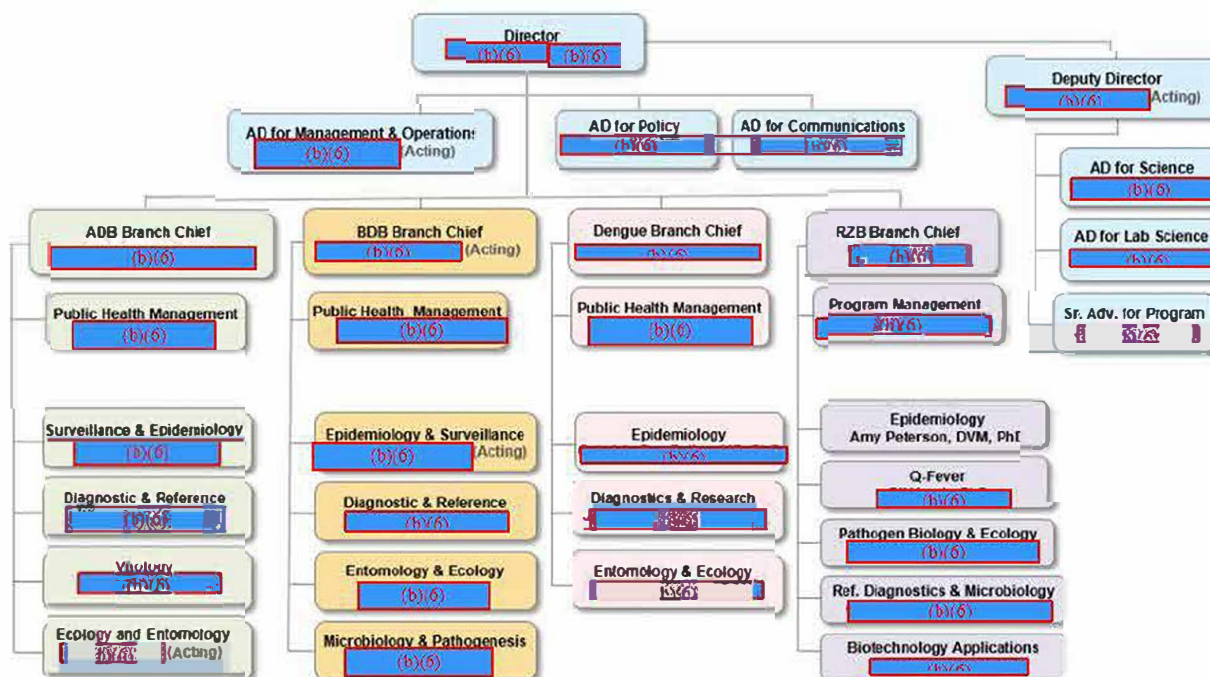 Director
(b)(6) (b)(6)
Deputy Director
(b)(6) (Acting)
AD for Management & Operations
(b)(6) (Acting)
AD for Policy
(b)(6)
AD for Communications
(b)(6)
AD for Science
(b)(6)
AD for Lab Science
(b)(6)
Sr. Adv. for Program
ADB Branch Chief
(b)(6)
Public Health Management
(b)(6)
Surveillance & Epidemiology
(b)(6)
Diagnostic & Reference
(b)(6)
Virology
(b)(6)
Ecology and Entomology
(Acting)
BDB Branch Chief
(b)(6) (Acting)
Public Health Management
(b)(6)
Epidemiology & Surveillance
(b)(6) (Acting)
Diagnostic & Reference
(b)(6)
Entomology & Ecology
(b)(6)
Microbiology & Pathogenesis
(b)(6)
Dengue Branch Chief
(b)(6)
Public Health Management
(b)(6)
Epidemiology
(b)(6)
Diagnostics & Research
Entomology & Ecology
RZB Branch Chief
(b)(6)
Program Management
(b)(6)
Epidemiology
Amy Peterson, DVM, PhD
Q-Fever
(b)(6)
Pathogen Biology & Ecology
(b)(6)
Ref. Diagnostics & Microbiology
(b)(6)
Biotechnology Applications
(b)(6)